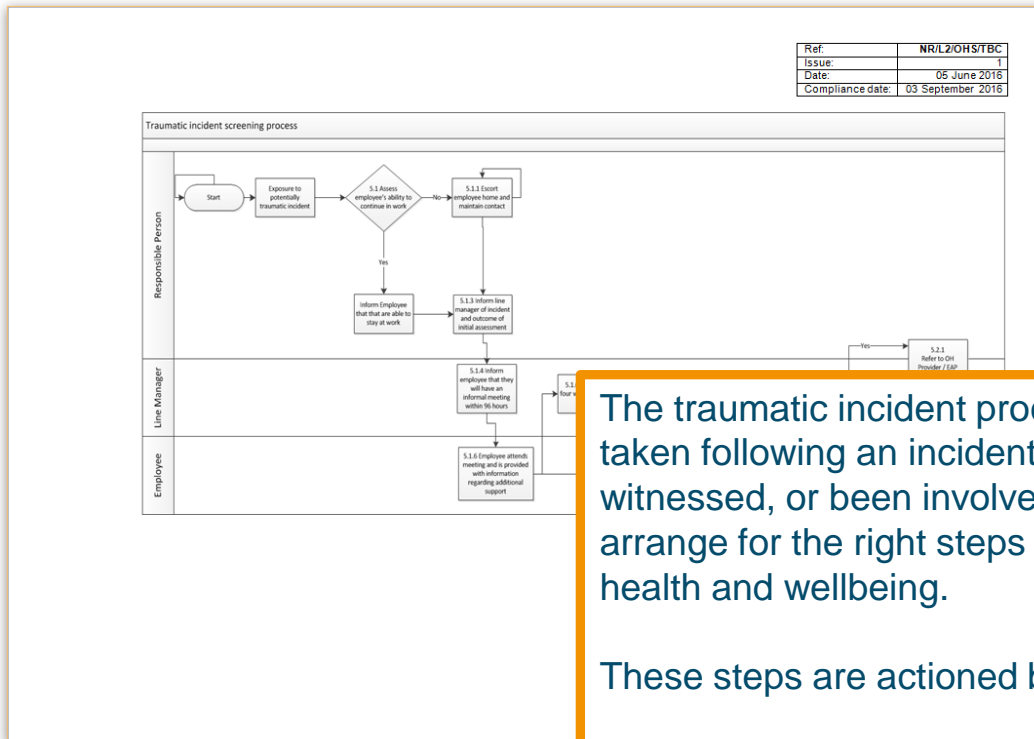 Ref: NR/L2/OHS/TBC
Issue: 1
Date: 05 June 2016
Compliance date: 03 September 2016
Traumatic incident screening process
Responsible Person
Start
Exposure to
potentially
traumatic incident
5.1 Assess
employee's ability to
continue in work
No
5.1.1 Escort
employee home and
maintain contact
Yes
Inform Employee
that that are able to
stay at work
5.1.3 Inform line
manager of incident
and outcome of
initial assessment
Yes
5.2.1
Refer to OH
Provider / EAP
Line Manager
5.1.4 Inform
employee that they
will have an
informal meeting
within 96 hours
5.1.
four
Employee
5.1.6 Employee attends
meeting and is provided
with information
regarding additional
support
The traumatic incident
taken following an incident
witnessed, or been
arrange for the right steps
health and wellbeing.
These steps are actioned